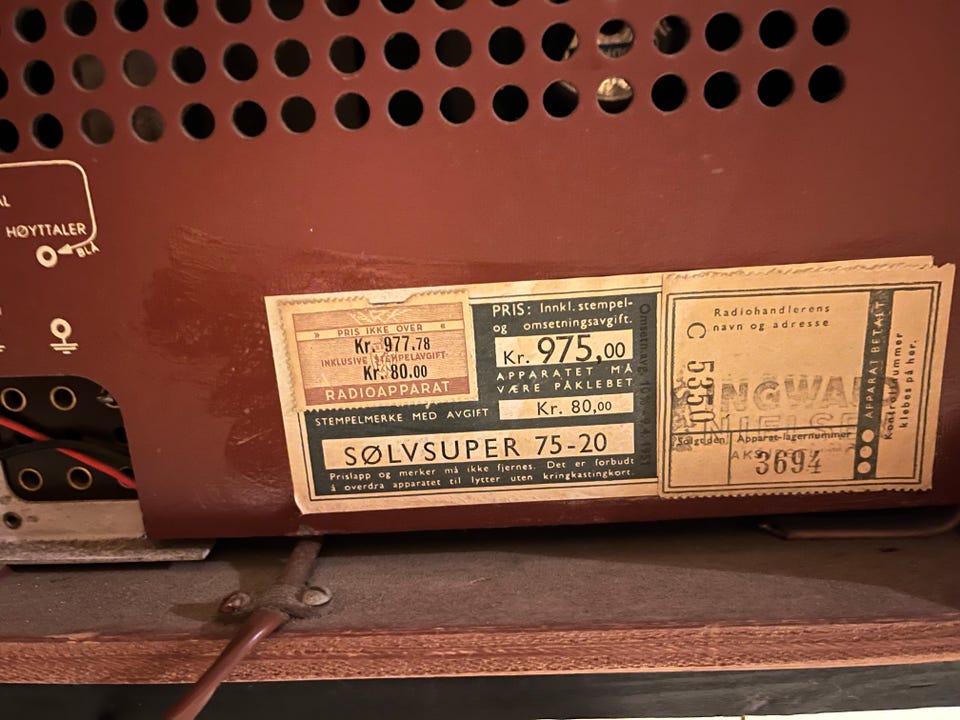 HØYTTALER
BLÅ
» PRIS IKKE OVER «
Kr. 977.78
INKLUSIVE STEMPELAVGIFT
Kr. 80.00
RADIOAPPARAT
PRIS: Innkl. stempel-
og omsetningsavgift.
Kr. 975,00
APPARATET MÅ
VÆRE PÅKLEBET
STEMPELMERKE MED AVGIFT
Kr. 80,00
SØLVSUPER 75-20
Prislapp og merker må ikke fjernes. Det er forbudt
å overdra apparatet til lytter uten kringkastingkort.
Radiohandlerens
navn og adresse
C 5350
Solgt den
Apparat-lagernummer
3694
APPARAT BETALT
Kontrollnummer
klebes på her.